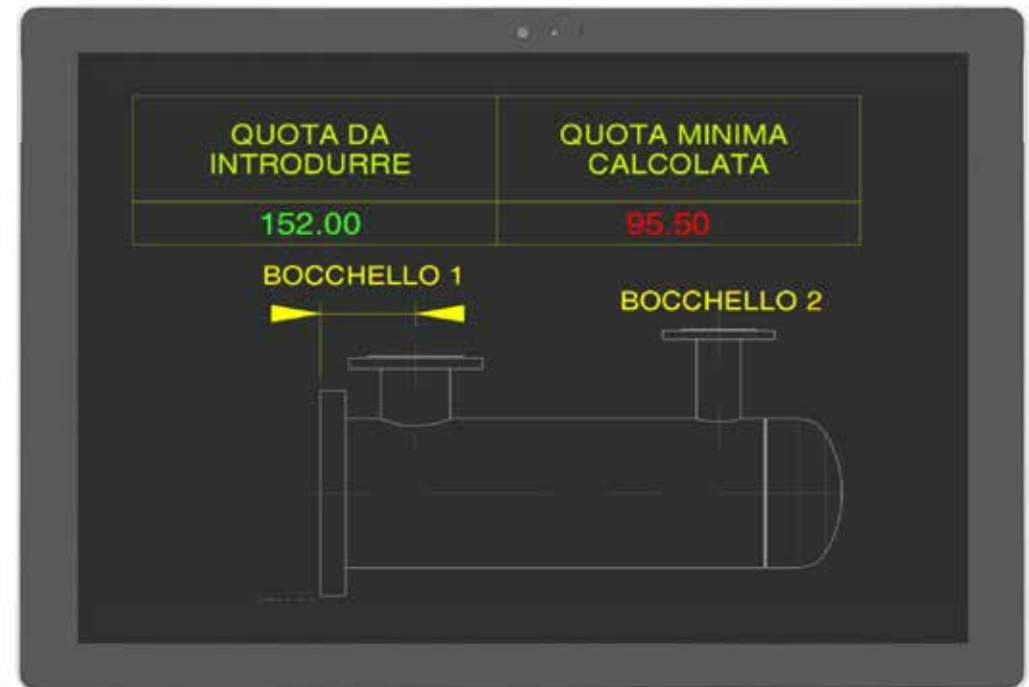 QUOTA DA
INTRODURRE
QUOTA MINIMA
CALCOLATA
152.00
95.50
BOCCHELLO 1
BOCCHELLO 2